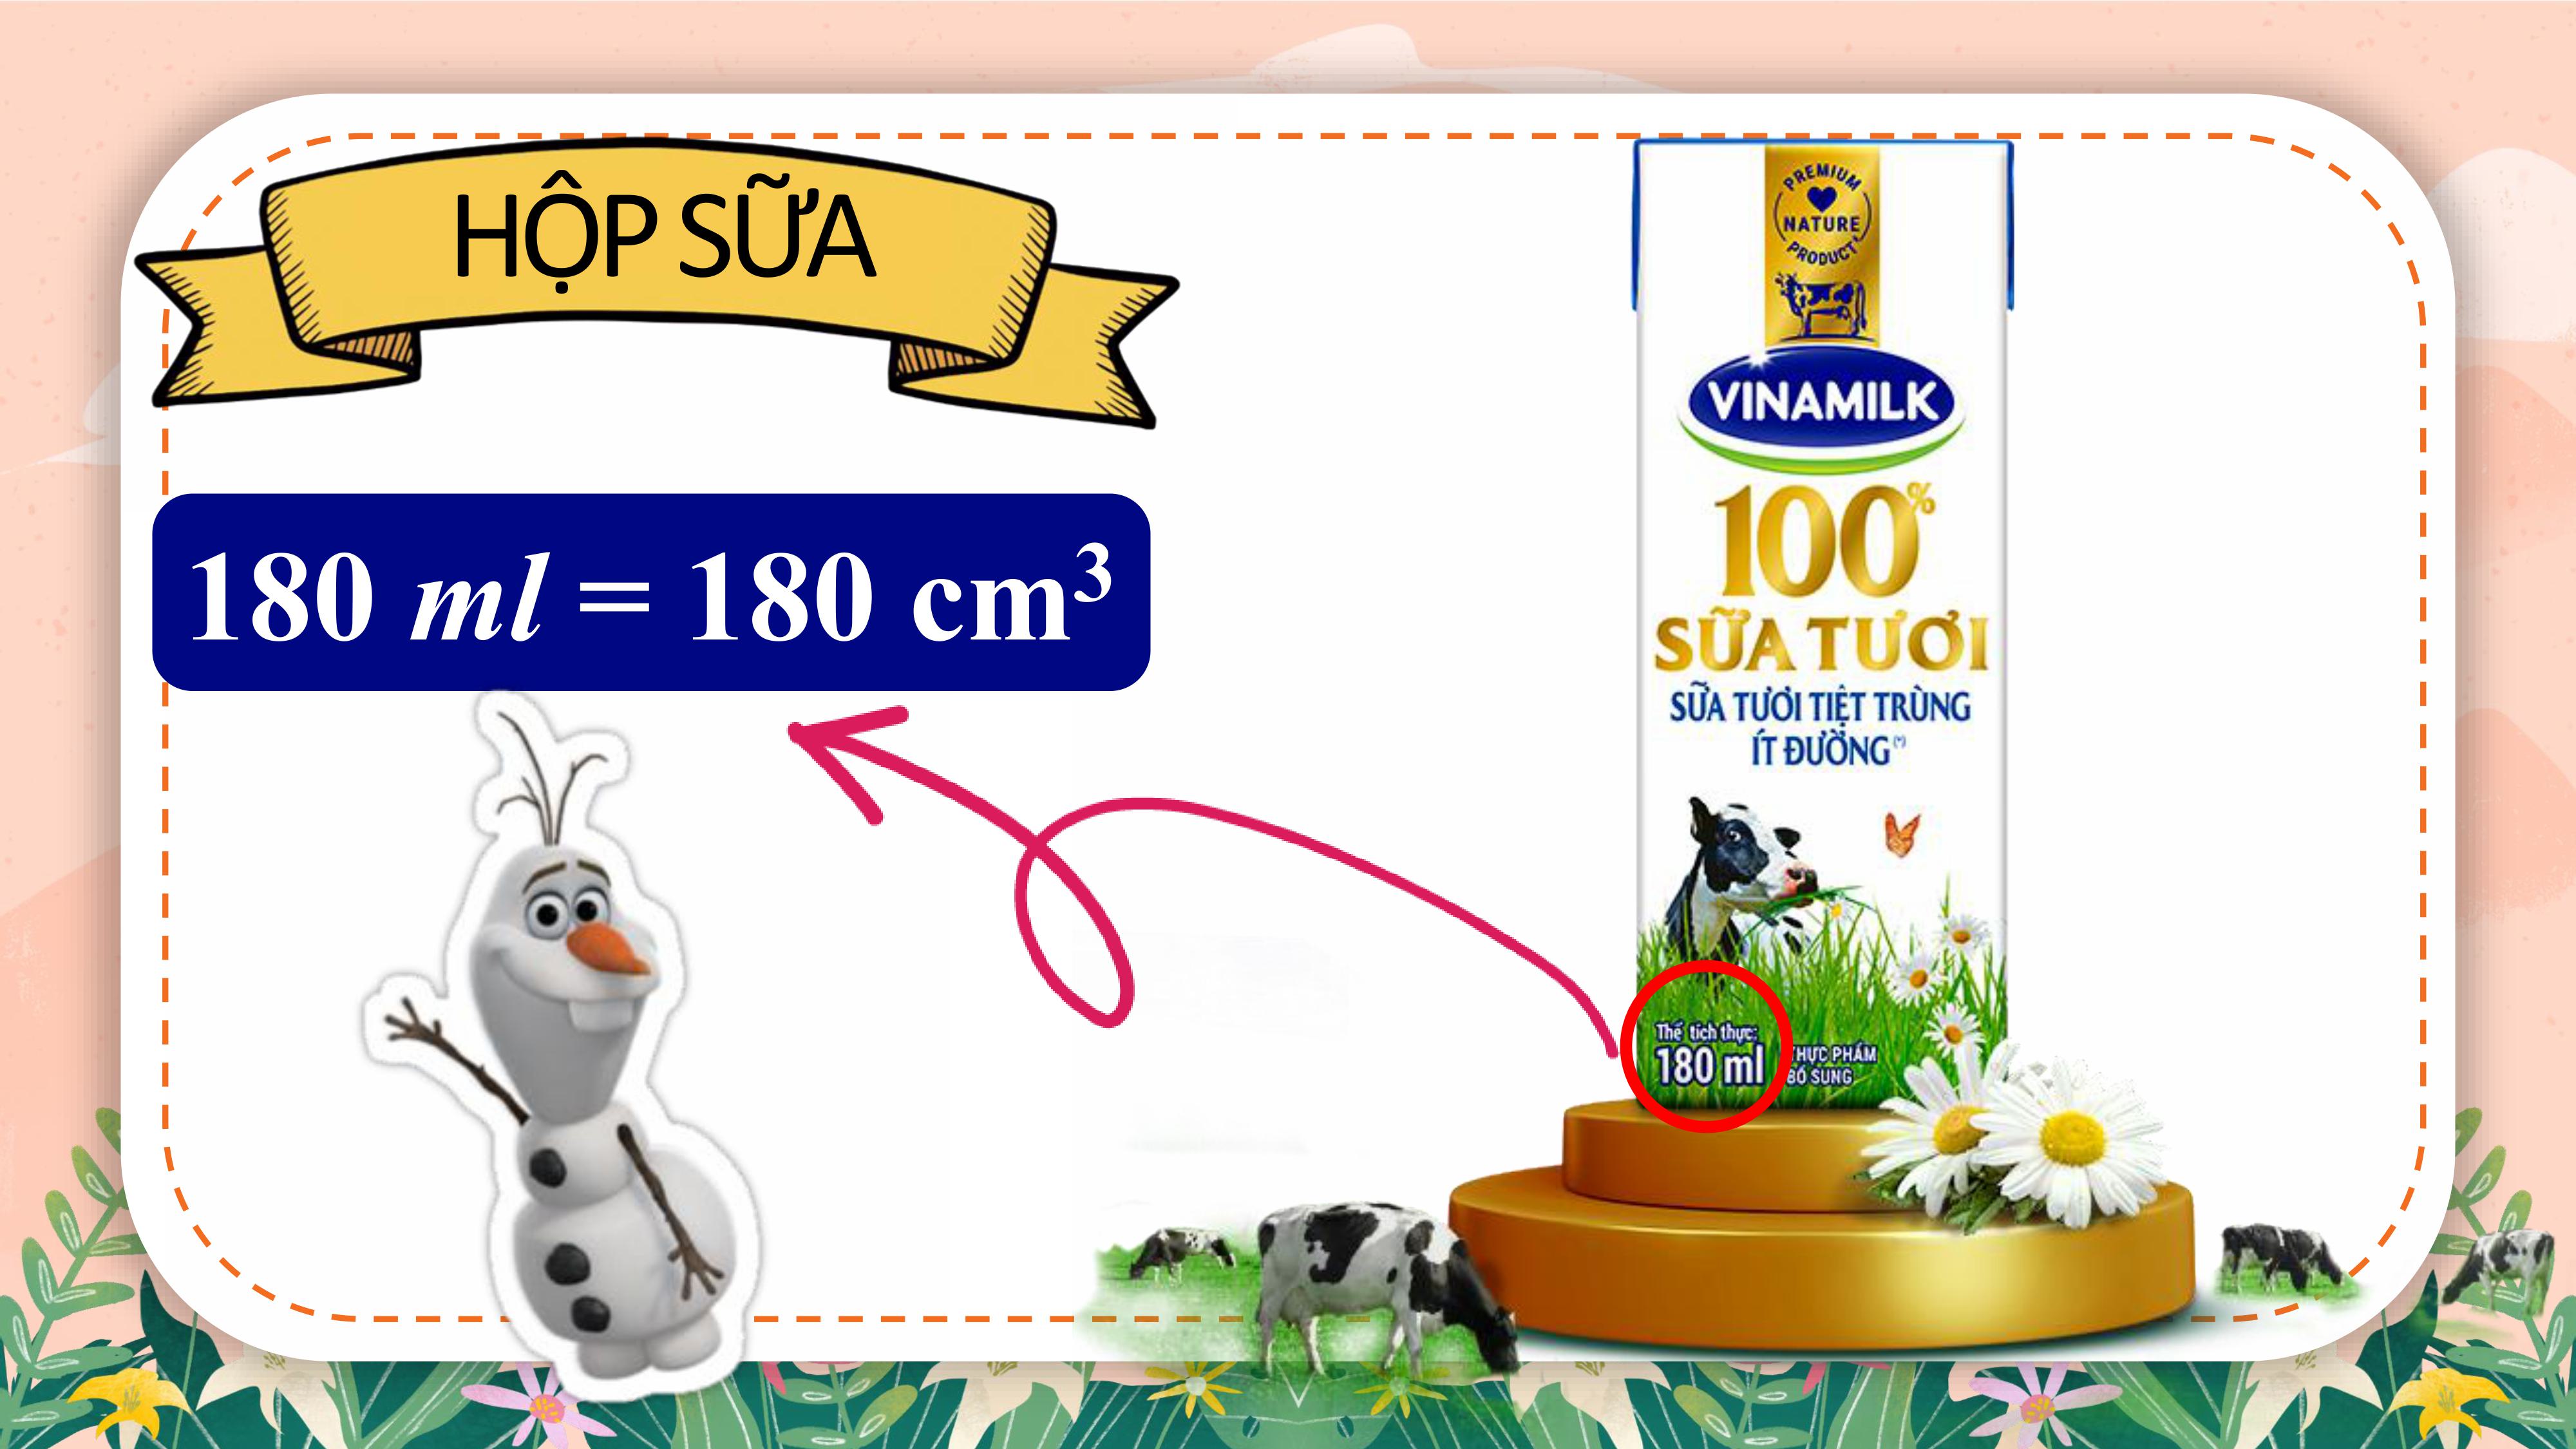 HỘP SỮA
180 ml = 180 cm³
PREMIUM
NATURE
PRODUCT
VINAMILK
100%
SỮA TƯƠI
SỮA TƯƠI TIỆT TRÙNG
ÍT ĐƯỜNG(*)
Thể tích thực:
180 ml
THỰC PHẨM
BỔ SUNG